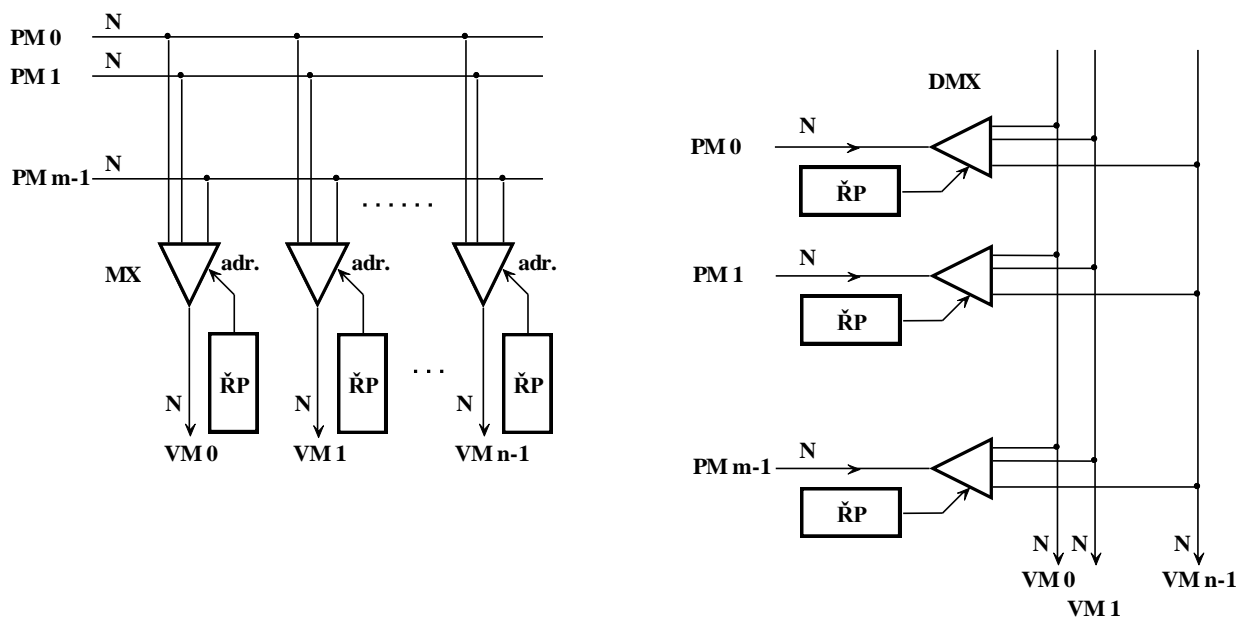 N
PM 0
N
PM 1
N
PM m-1
. . . . . .
MX
adr.
adr.
adr.
ŘP
ŘP
. . .
ŘP
N
N
N
VM 0
VM 1
VM n-1
DMX
N
PM 0
ŘP
N
PM 1
ŘP
N
PM m-1
ŘP
N
N
N
VM 0
VM n-1
VM 1